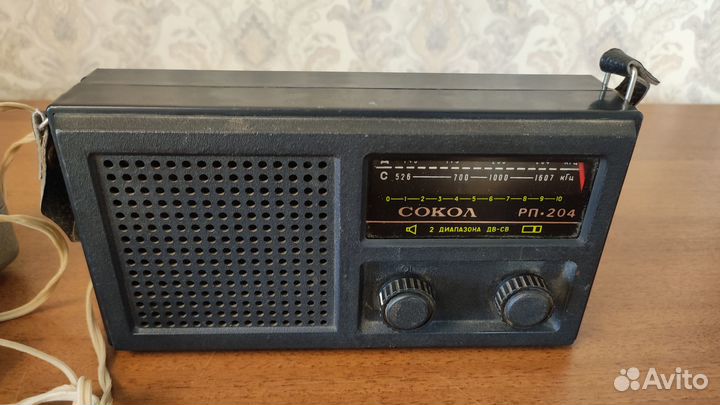 С 526 700 1000 1607 кГц
0 1 2 3 4 5 6 7 8 9 10
СОКОЛ РП·204
2 ДИАПАЗОНА ДВ-СВ
Avito